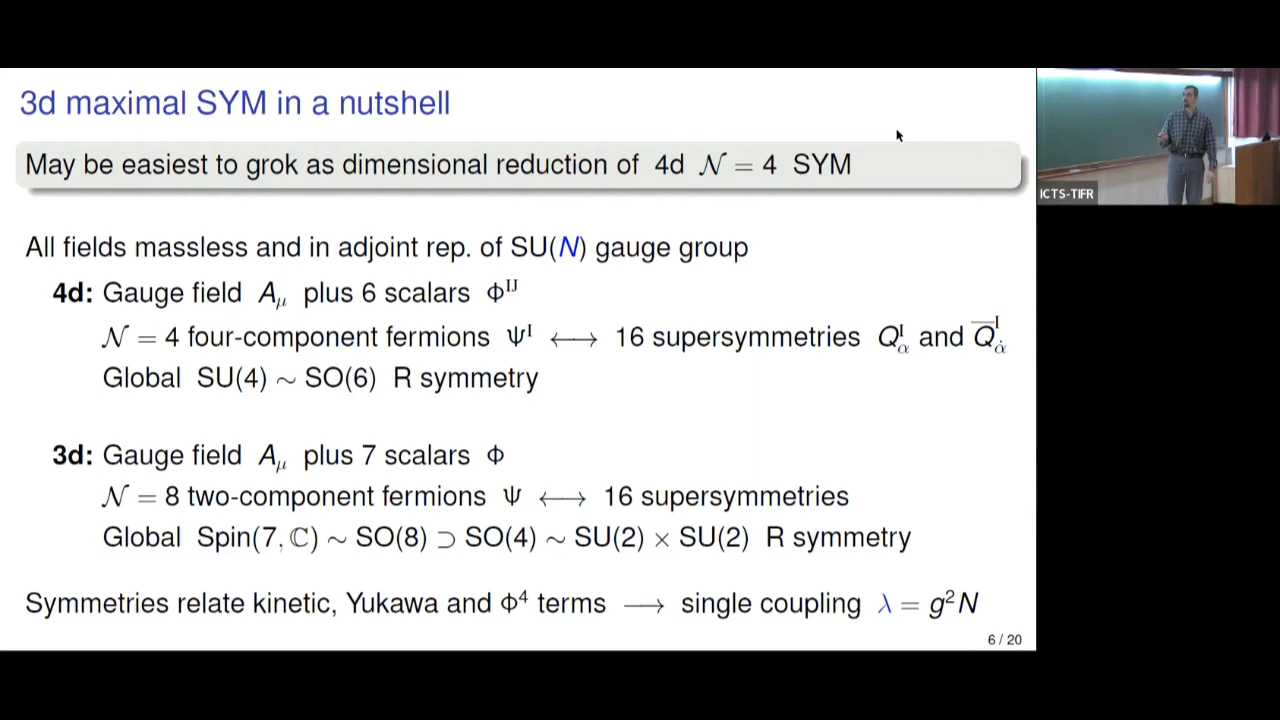 3d maximal SYM in a nutshell
May be easiest to grok as dimensional reduction of 4d 𝒩 = 4 SYM
ICTS-TIFR
All fields massless and in adjoint rep. of SU(N) gauge group
4d: Gauge field A_μ plus 6 scalars Φ^IJ
𝒩 = 4 four-component fermions Ψ^I ⟷ 16 supersymmetries Q^I_α and Q̅^I_α̇
Global SU(4) ∼ SO(6) R symmetry
3d: Gauge field A_μ plus 7 scalars Φ
𝒩 = 8 two-component fermions Ψ ⟷ 16 supersymmetries
Global Spin(7, ℂ) ∼ SO(8) ⊃ SO(4) ∼ SU(2) × SU(2) R symmetry
Symmetries relate kinetic, Yukawa and Φ⁴ terms ⟶ single coupling λ = g²N
6 / 20